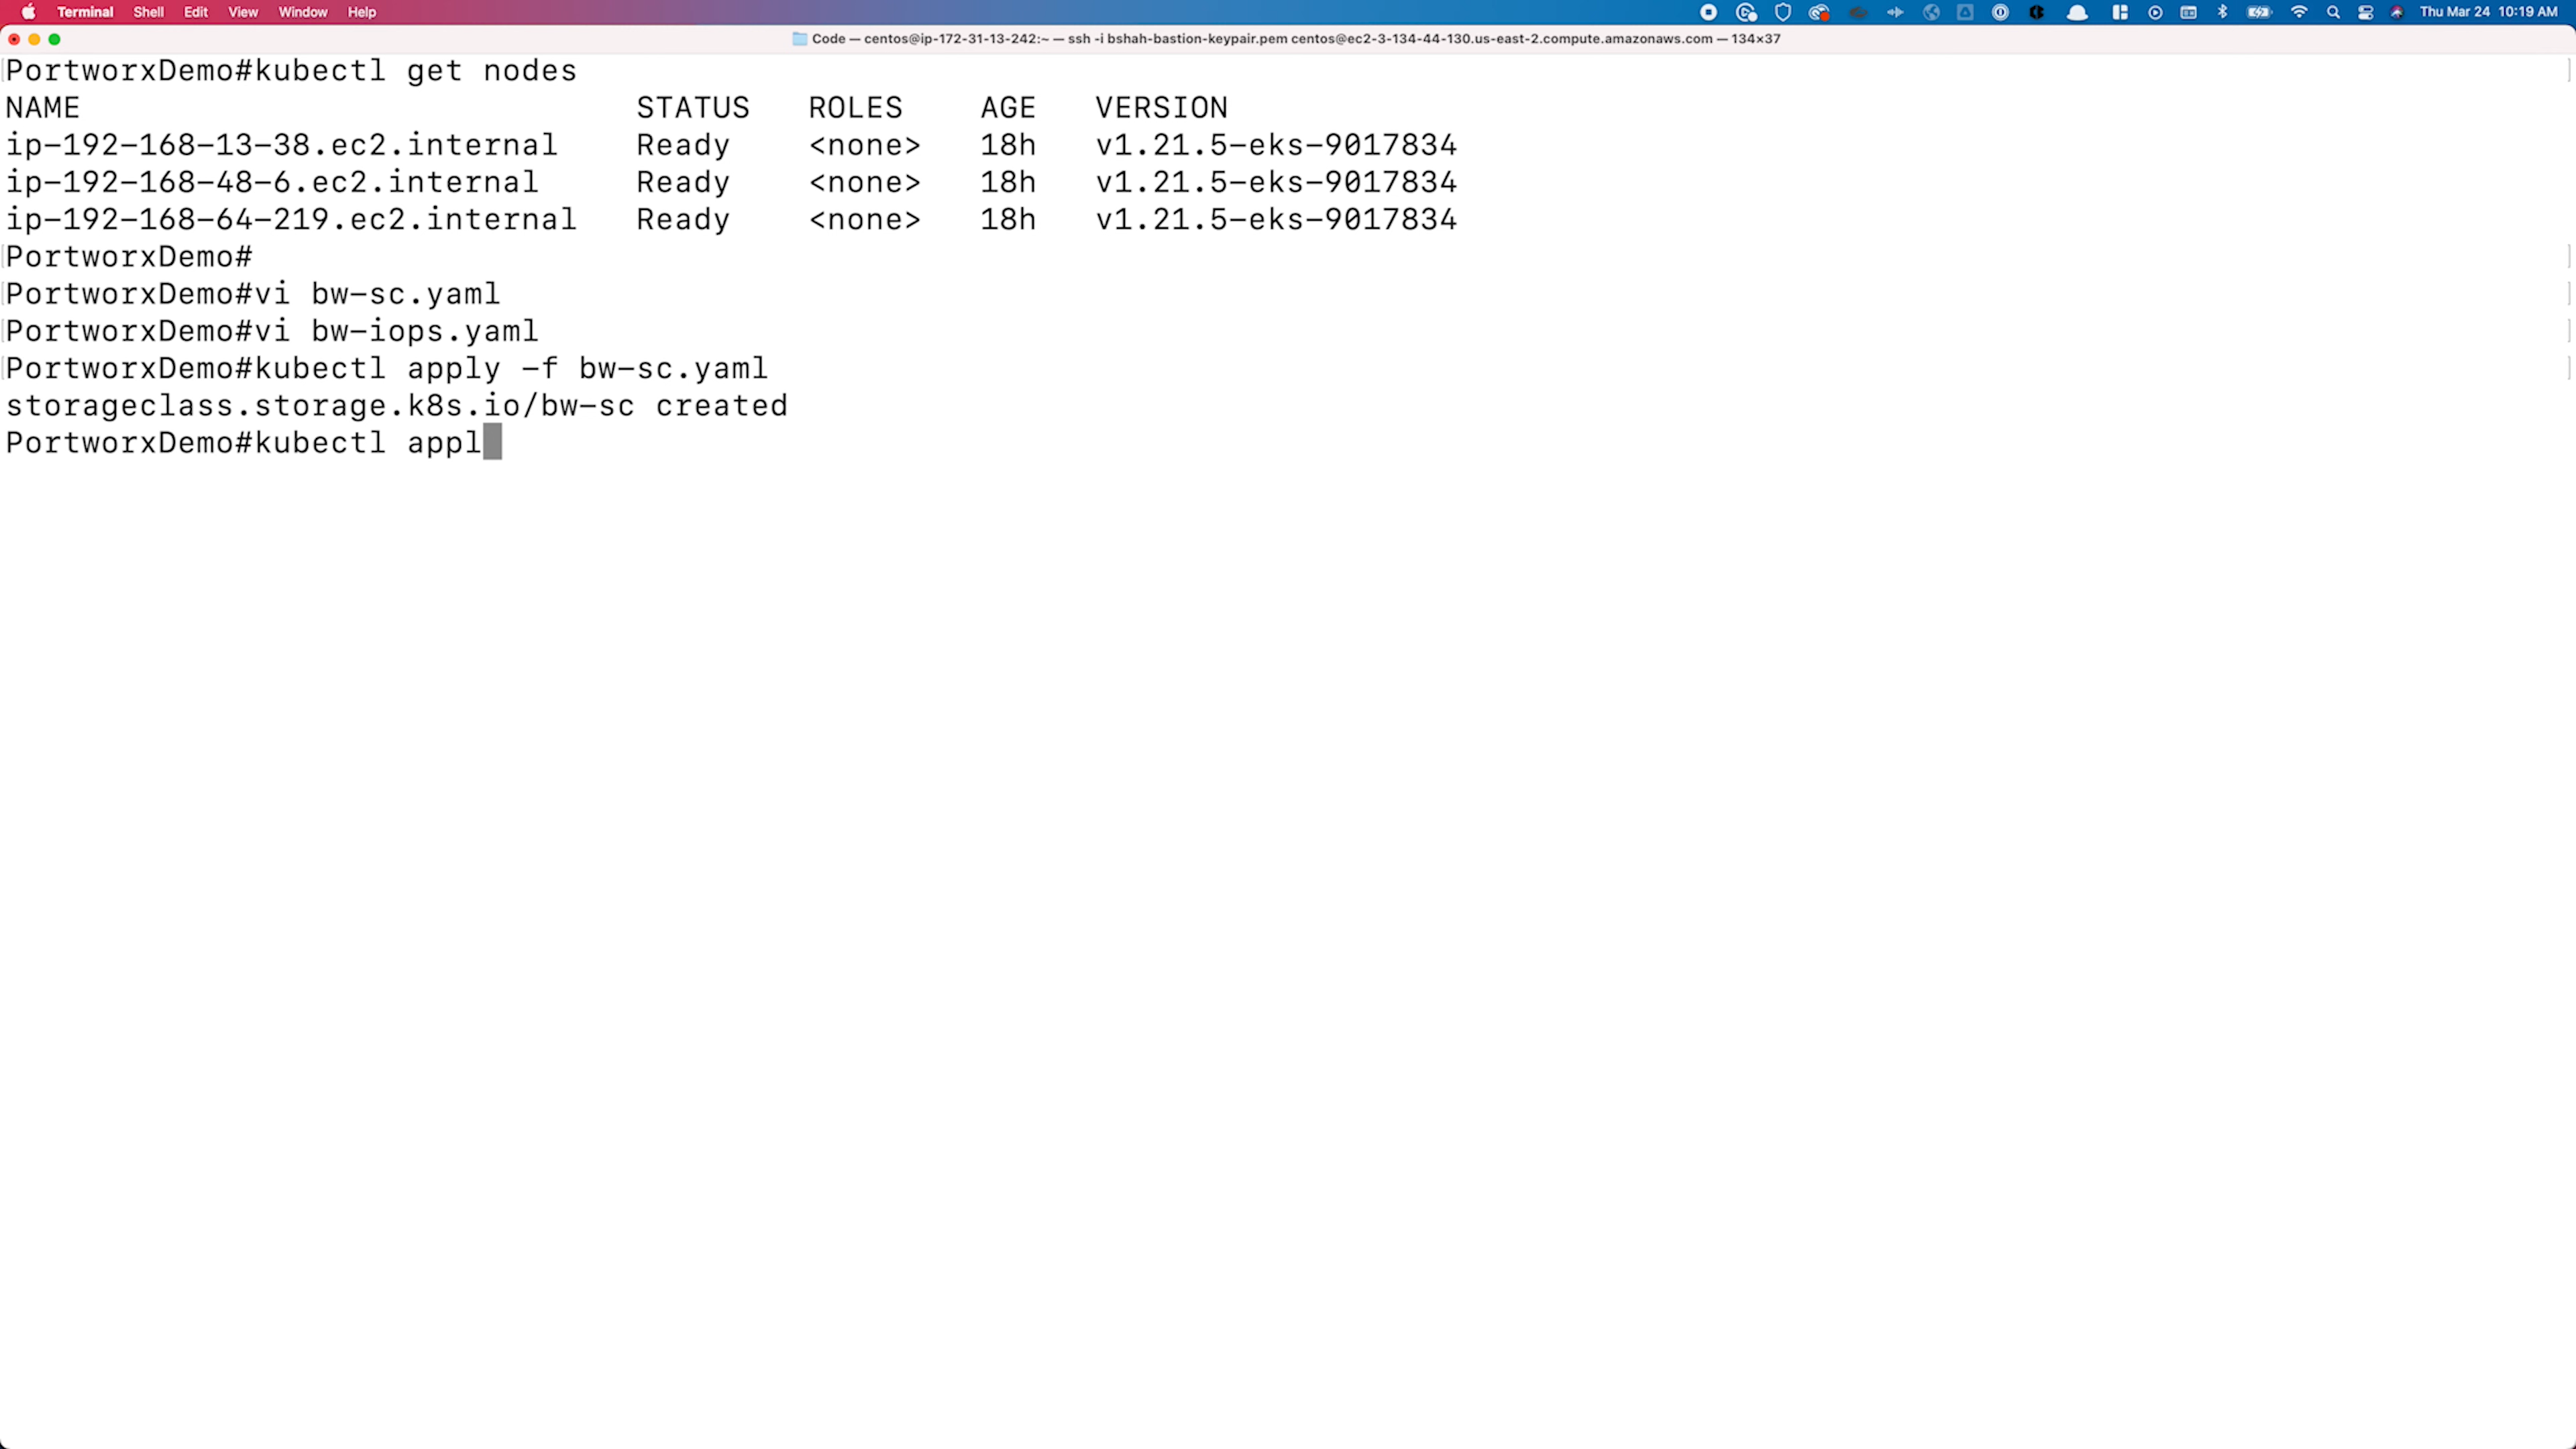 Terminal Shell Edit View Window Help Thu Mar 24 10:19 AM
Code — centos@ip-172-31-13-242:~ — ssh -i bshah-bastion-keypair.pem centos@ec2-3-134-44-130.us-east-2.compute.amazonaws.com — 134×37
PortworxDemo#kubectl get nodes
NAME STATUS ROLES AGE VERSION
ip-192-168-13-38.ec2.internal Ready <none> 18h v1.21.5-eks-9017834
ip-192-168-48-6.ec2.internal Ready <none> 18h v1.21.5-eks-9017834
ip-192-168-64-219.ec2.internal Ready <none> 18h v1.21.5-eks-9017834
PortworxDemo#
PortworxDemo#vi bw-sc.yaml
PortworxDemo#vi bw-iops.yaml
PortworxDemo#kubectl apply -f bw-sc.yaml
storageclass.storage.k8s.io/bw-sc created
PortworxDemo#kubectl appl